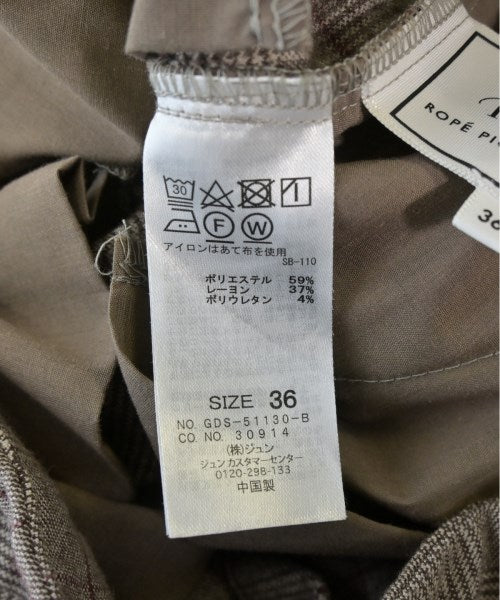 30
F W
アイロンはあて布を使用
SB-110
ポリエステル 59%
レーヨン 37%
ポリウレタン 4%
SIZE 36
NO. GDS-51130-B
CO. NO. 30914
(株)ジュン
ジュンカスタマーセンター
0120-298-133
中国製
ROPÉ